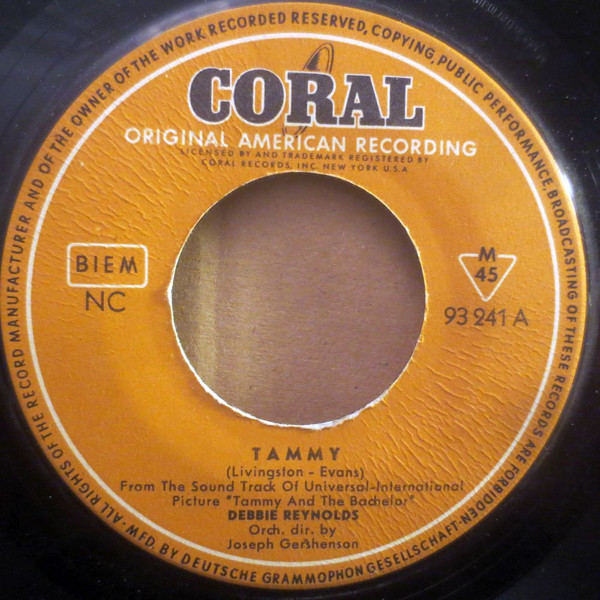 ALL RIGHTS OF THE RECORD MANUFACTURER AND OF THE OWNER OF THE WORK RECORDED RESERVED, COPYING, PUBLIC PERFORMANCE, BROADCASTING OF THESE RECORDS ARE FORBIDDEN · MFD. BY DEUTSCHE GRAMMOPHON GESELLSCHAFT ·
CORAL
ORIGINAL AMERICAN RECORDING
LICENSED BY AND TRADEMARK REGISTERED BY
CORAL RECORDS, INC. NEW YORK U.S.A
BIEM
NC
M
45
93 241 A
TAMMY
(Livingston - Evans)
From The Sound Track Of Universal-International
Picture "Tammy And The Bachelor"
DEBBIE REYNOLDS
Orch. dir. by
Joseph Gershenson